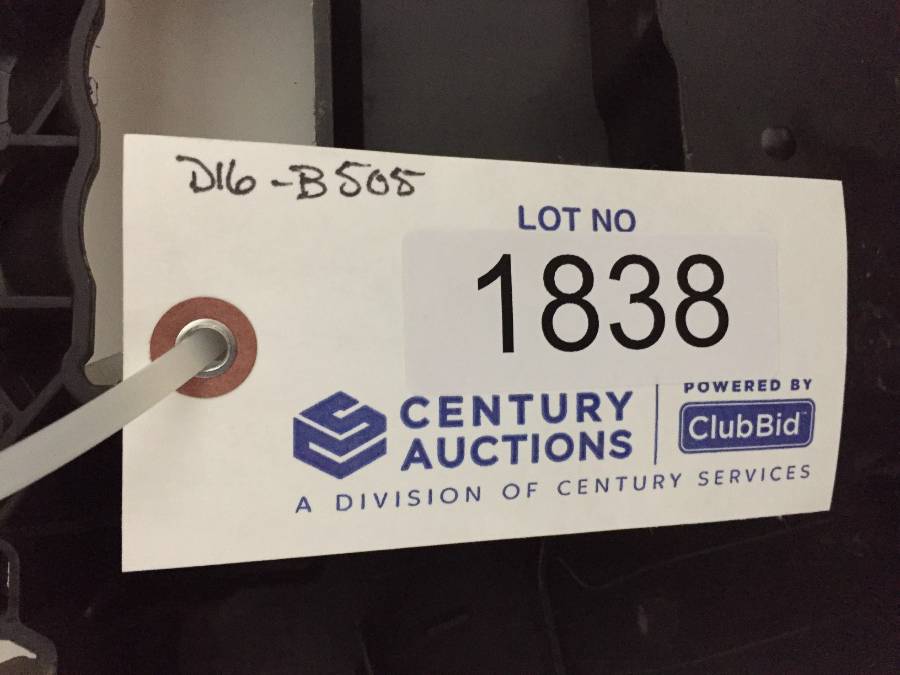 D16-B505
LOT NO
1838
CENTURY
AUCTIONS
POWERED BY
ClubBid
A DIVISION OF CENTURY SERVICES